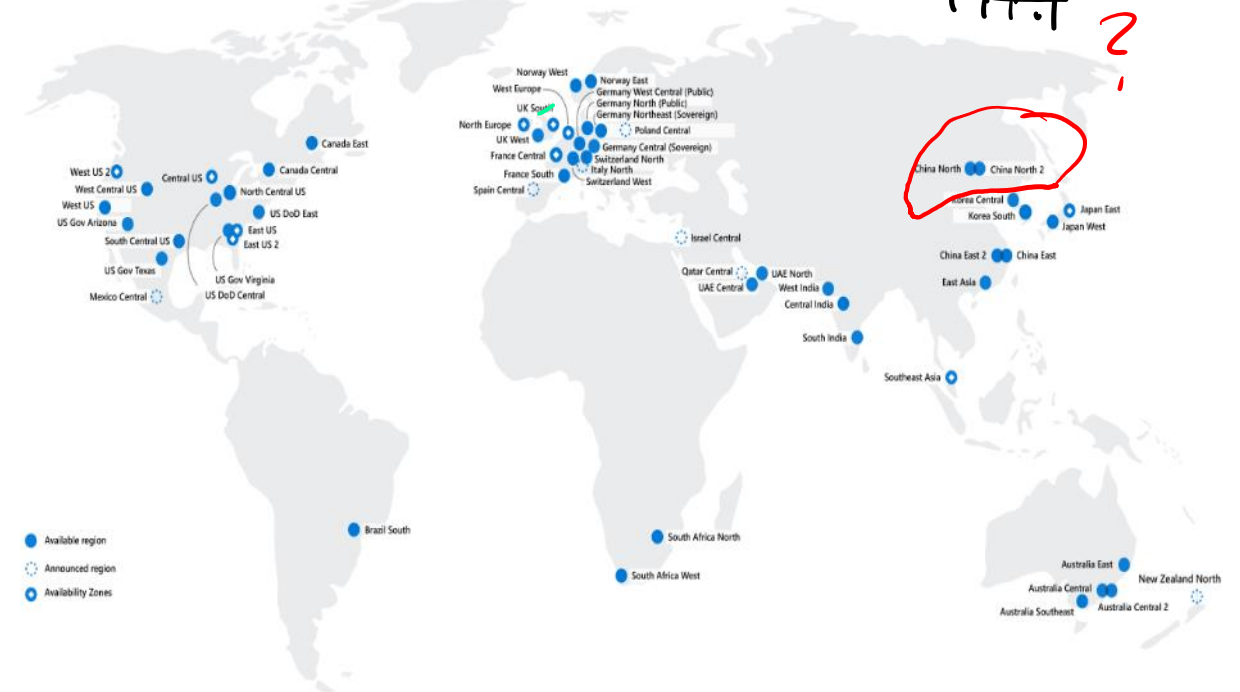 ?
Norway West
Norway East
West Europe
Germany West Central (Public)
Germany North (Public)
UK South
Germany Northeast (Sovereign)
North Europe
Poland Central
UK West
Canada East
Germany Central (Sovereign)
France Central
Switzerland North
China North
China North 2
West US 2
Central US
Canada Central
Italy North
France South
Switzerland West
West Central US
North Central US
Spain Central
Korea Central
West US
US DoD East
Korea South
Japan East
US Gov Arizona
East US
Japan West
South Central US
East US 2
Israel Central
China East 2
China East
US Gov Texas
Qatar Central
UAE North
US Gov Virginia
UAE Central
West India
East Asia
Mexico Central
US DoD Central
Central India
South India
Southeast Asia
Brazil South
South Africa North
Available region
Australia East
Announced region
South Africa West
New Zealand North
Availability Zones
Australia Central
Australia Central 2
Australia Southeast